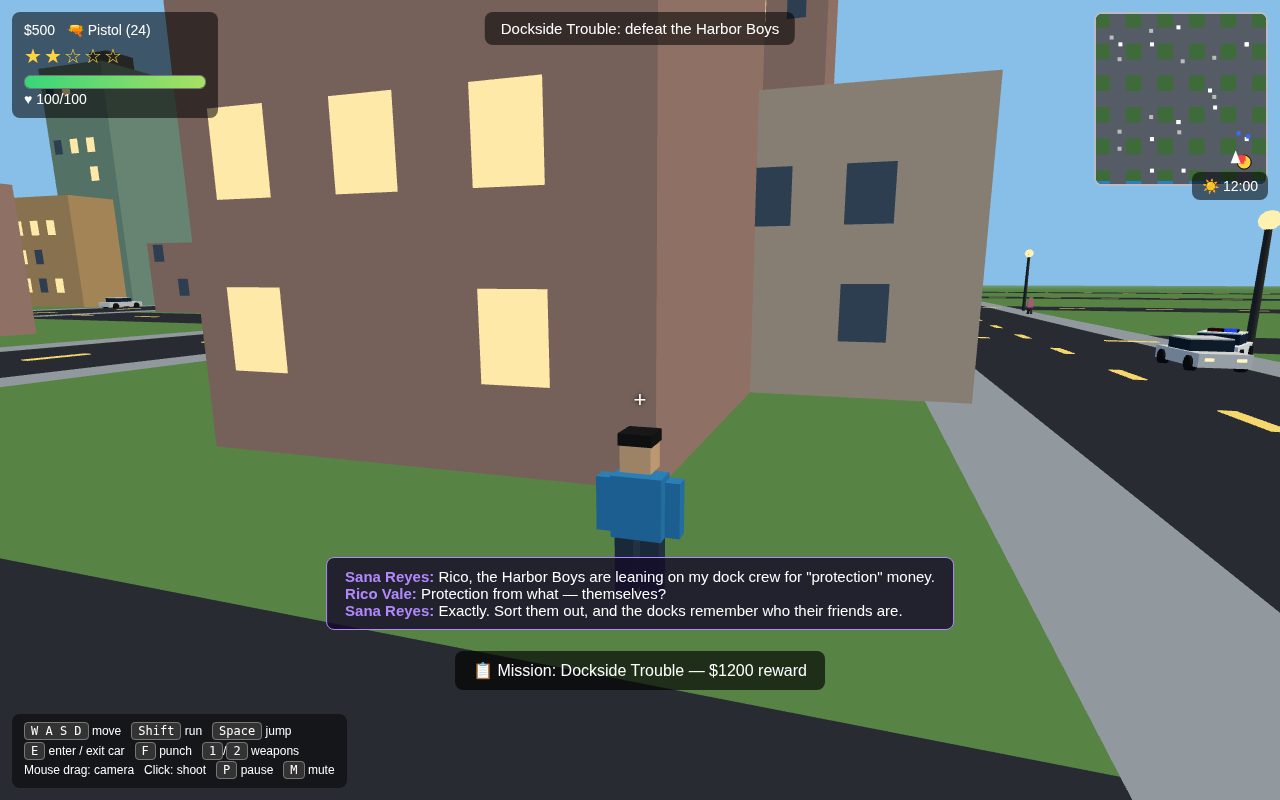 $500 🔫 Pistol (24)
★★☆☆☆
♥ 100/100
Dockside Trouble: defeat the Harbor Boys
☀️ 12:00
+
Sana Reyes: Rico, the Harbor Boys are leaning on my dock crew for "protection" money.
Rico Vale: Protection from what — themselves?
Sana Reyes: Exactly. Sort them out, and the docks remember who their friends are.
📋 Mission: Dockside Trouble — $1200 reward
W A S D move Shift run Space jump
E enter / exit car F punch 1/2 weapons
Mouse drag: camera Click: shoot P pause M mute